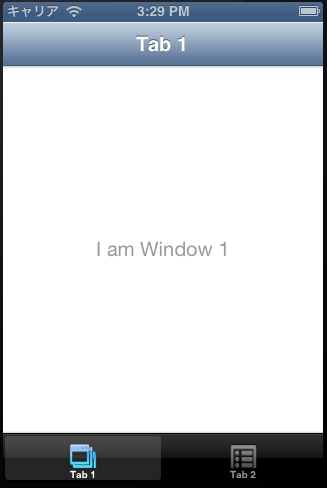 キャリア 3:29 PM
Tab 1
I am Window 1
Tab 1 Tab 2